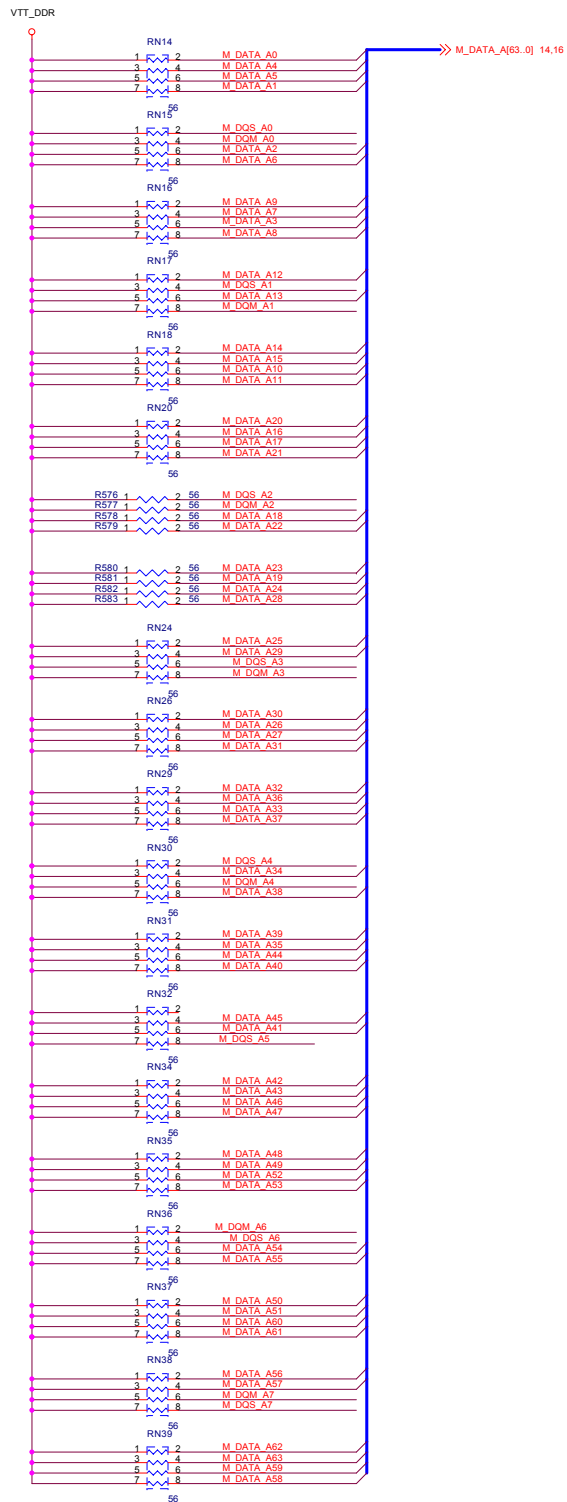 VTT_DDR
RN14
M_DATA_A[63..0] 14,16
1 2 M_DATA_A0
3 4 M_DATA_A4
5 6 M_DATA_A5
7 8 M_DATA_A1
56
RN15
1 2 M_DQS_A0
3 4 M_DQM_A0
5 6 M_DATA_A2
7 8 M_DATA_A6
56
RN16
1 2 M_DATA_A9
3 4 M_DATA_A7
5 6 M_DATA_A3
7 8 M_DATA_A8
56
RN17
1 2 M_DATA_A12
3 4 M_DQS_A1
5 6 M_DATA_A13
7 8 M_DQM_A1
56
RN18
1 2 M_DATA_A14
3 4 M_DATA_A15
5 6 M_DATA_A10
7 8 M_DATA_A11
56
RN20
1 2 M_DATA_A20
3 4 M_DATA_A16
5 6 M_DATA_A17
7 8 M_DATA_A21
56
R576 1 2 56 M_DQS_A2
R577 1 2 56 M_DQM_A2
R578 1 2 56 M_DATA_A18
R579 1 2 56 M_DATA_A22
R580 1 2 56 M_DATA_A23
R581 1 2 56 M_DATA_A19
R582 1 2 56 M_DATA_A24
R583 1 2 56 M_DATA_A28
RN24
1 2 M_DATA_A25
3 4 M_DATA_A29
5 6 M_DQS_A3
7 8 M_DQM_A3
56
RN26
1 2 M_DATA_A30
3 4 M_DATA_A26
5 6 M_DATA_A27
7 8 M_DATA_A31
56
RN29
1 2 M_DATA_A32
3 4 M_DATA_A36
5 6 M_DATA_A33
7 8 M_DATA_A37
56
RN30
1 2 M_DQS_A4
3 4 M_DATA_A34
5 6 M_DQM_A4
7 8 M_DATA_A38
56
RN31
1 2 M_DATA_A39
3 4 M_DATA_A35
5 6 M_DATA_A44
7 8 M_DATA_A40
56
RN32
1 2
3 4 M_DATA_A45
5 6 M_DATA_A41
7 8 M_DQS_A5
56
RN34
1 2 M_DATA_A42
3 4 M_DATA_A43
5 6 M_DATA_A46
7 8 M_DATA_A47
56
RN35
1 2 M_DATA_A48
3 4 M_DATA_A49
5 6 M_DATA_A52
7 8 M_DATA_A53
56
RN36
1 2 M_DQM_A6
3 4 M_DQS_A6
5 6 M_DATA_A54
7 8 M_DATA_A55
56
RN37
1 2 M_DATA_A50
3 4 M_DATA_A51
5 6 M_DATA_A60
7 8 M_DATA_A61
56
RN38
1 2 M_DATA_A56
3 4 M_DATA_A57
5 6 M_DQM_A7
7 8 M_DQS_A7
56
RN39
1 2 M_DATA_A62
3 4 M_DATA_A63
5 6 M_DATA_A59
7 8 M_DATA_A58
56